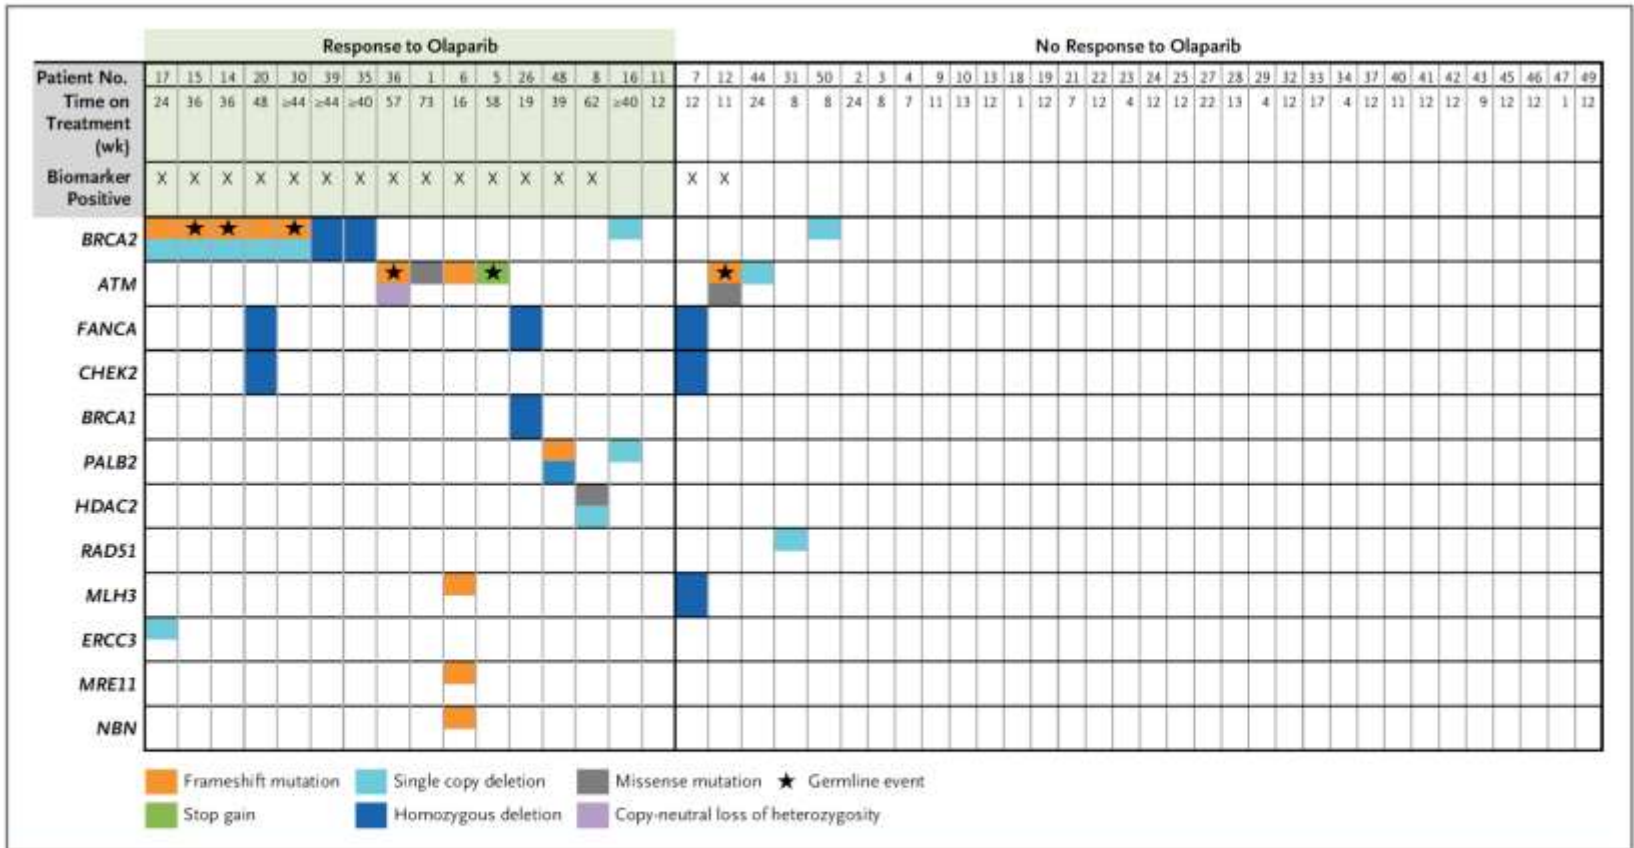 Response to Olaparib No Response to Olaparib
Patient No. 17 15 14 20 30 39 35 36 1 6 5 26 48 8 16 11 7 12 44 31 50 2 3 4 9 10 13 18 19 21 22 23 24 25 27 28 29 32 33 34 37 40 41 42 43 45 46 47 49
Time on 24 36 36 48 ≥44 ≥44 ≥40 57 73 16 58 19 39 62 ≥40 12 12 11 24 8 8 24 8 7 11 13 12 1 12 7 12 4 12 12 22 13 4 12 17 4 12 11 12 12 9 12 12 1 12
Treatment
(wk)
Biomarker X X X X X X X X X X X X X X X X
Positive
BRCA2
ATM
FANCA
CHEK2
BRCA1
PALB2
HDAC2
RAD51
MLH3
ERCC3
MRE11
NBN
Frameshift mutation Single copy deletion Missense mutation ★ Germline event
Stop gain Homozygous deletion Copy-neutral loss of heterozygosity